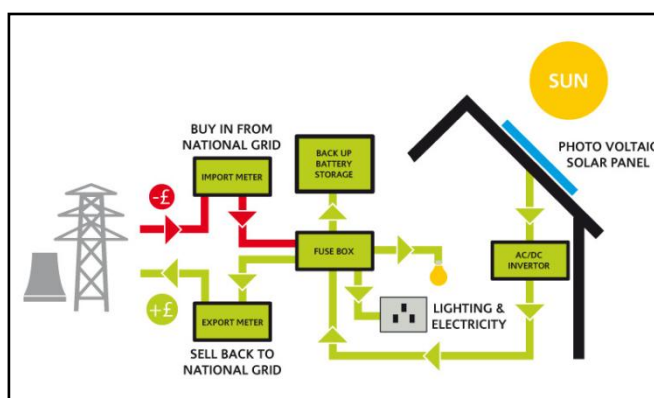 SUN
BUY IN FROM
NATIONAL GRID
PHOTO VOLTAIC
SOLAR PANEL
BACK UP
BATTERY
STORAGE
IMPORT METER
-£
FUSE BOX
AC/DC
INVERTOR
+£
EXPORT METER
LIGHTING &
ELECTRICITY
SELL BACK TO
NATIONAL GRID